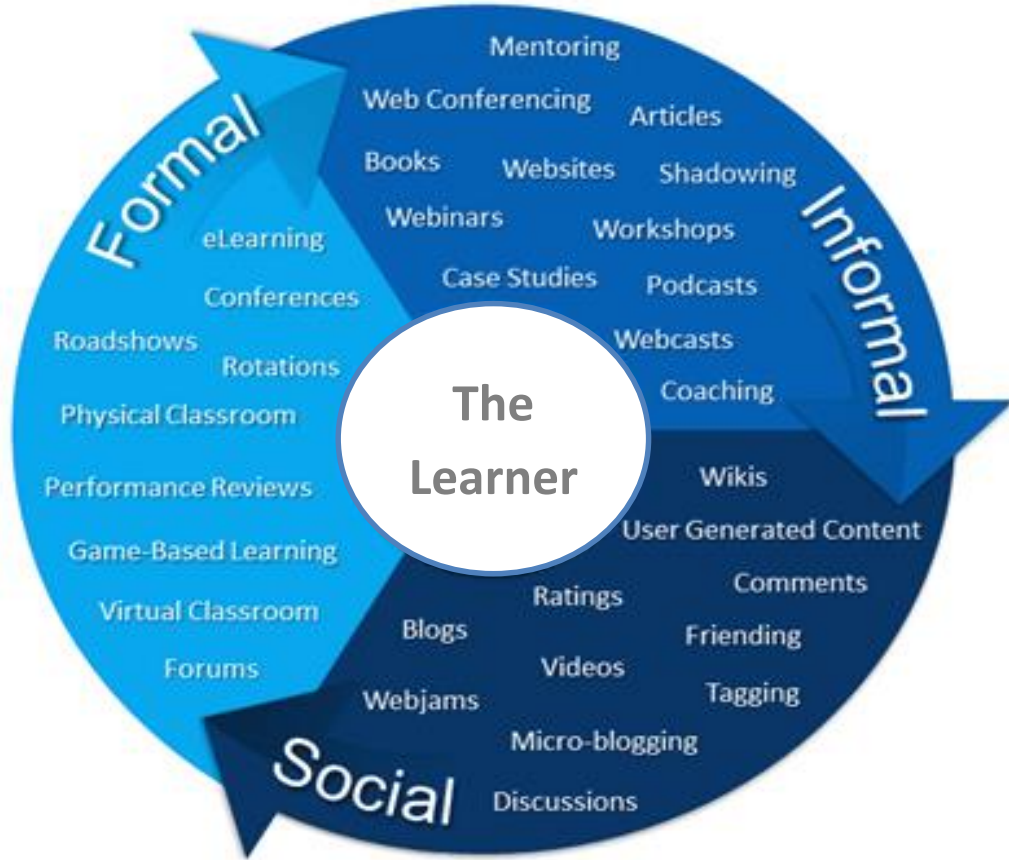 Formal
eLearning
Conferences
Roadshows
Rotations
Physical Classroom
Performance Reviews
Game-Based Learning
Virtual Classroom
Forums
Informal
Mentoring
Web Conferencing
Articles
Books
Websites
Shadowing
Webinars
Workshops
Case Studies
Podcasts
Webcasts
Coaching
The
Learner
Social
Wikis
User Generated Content
Comments
Ratings
Blogs
Friending
Videos
Tagging
Webjams
Micro-blogging
Discussions